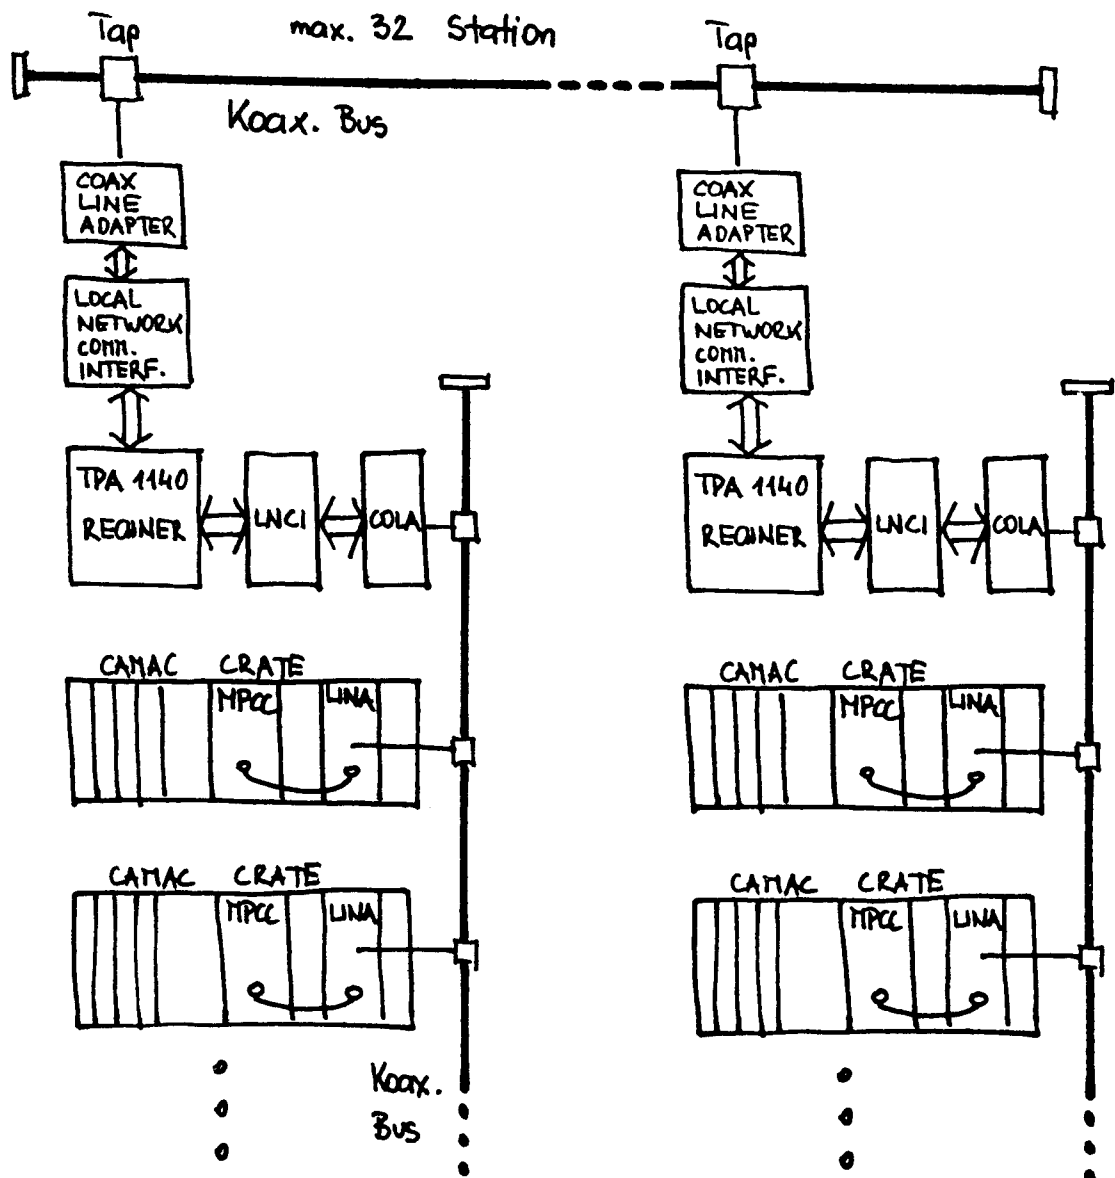 Tap
max. 32 Station
Tap
Koax. Bus
COAX
LINE
ADAPTER
COAX
LINE
ADAPTER
LOCAL
NETWORK
COMM.
INTERF.
LOCAL
NETWORK
COMM.
INTERF.
TPA 1140
RECHNER
LNCI
COLA
TPA 1140
RECHNER
LNCI
COLA
CAMAC CRATE
MPCC
LINA
CAMAC CRATE
MPCC
LINA
CAMAC CRATE
MPCC
LINA
CAMAC CRATE
MPCC
LINA
Koax.
Bus